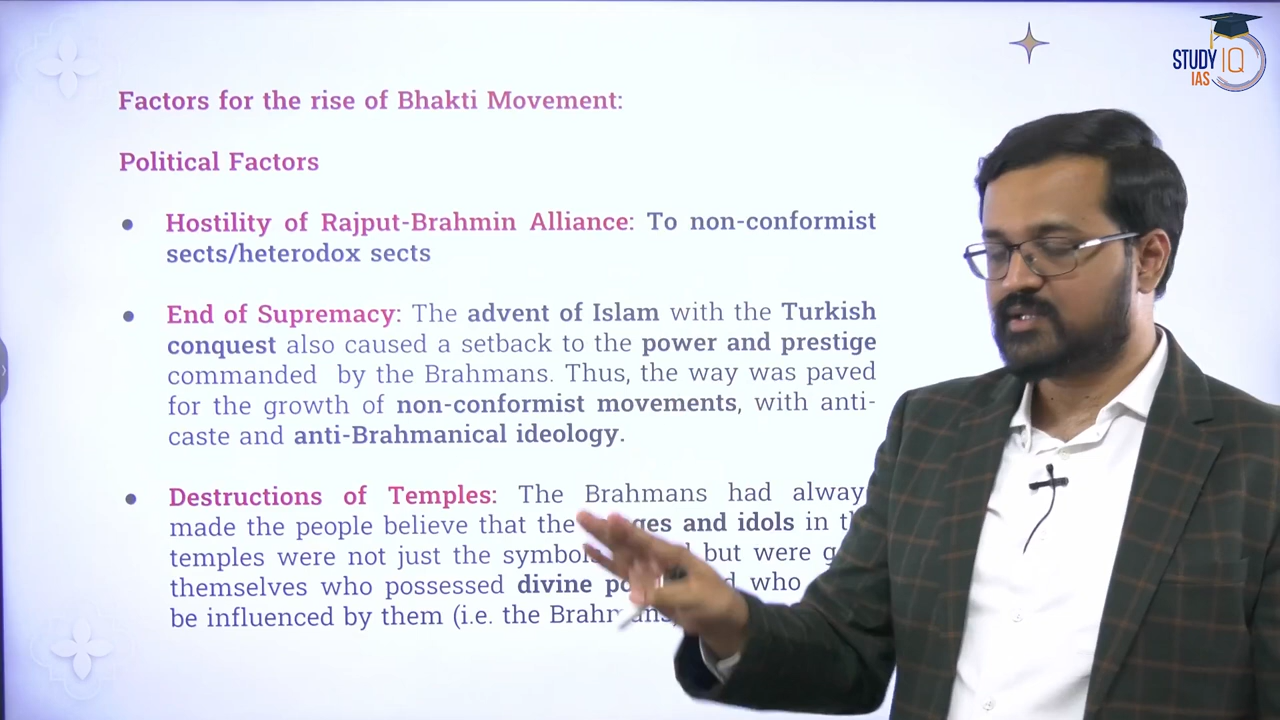 STUDY IQ
IAS
Factors for the rise of Bhakti Movement:
Political Factors
Hostility of Rajput-Brahmin Alliance: To non-conformist
sects/heterodox sects
End of Supremacy: The advent of Islam with the Turkish
conquest also caused a setback to the power and prestige
commanded by the Brahmans. Thus, the way was paved
for the growth of non-conformist movements, with anti-
caste and anti-Brahmanical ideology.
Destructions of Temples: The Brahmans had
made the people believe that the and idols in
temples were not just the but were
themselves who possessed divine who
be influenced by them (i.e. the